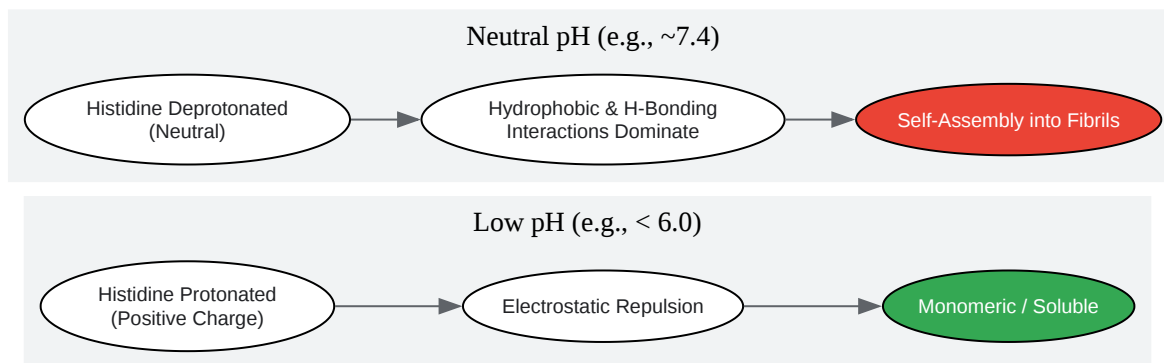 Neutral pH (e.g., ~7.4)
Histidine Deprotonated
(Neutral)
Hydrophobic & H-Bonding
Interactions Dominate
Self-Assembly into Fibrils
Low pH (e.g., < 6.0)
Histidine Protonated
(Positive Charge)
Electrostatic Repulsion
Monomeric / Soluble